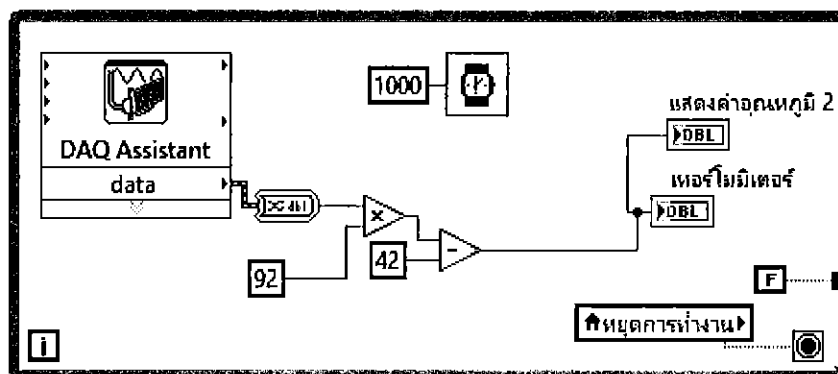 1000
แสดงค่าอุณหภูมิ 2
DBL
DAQ Assistant
data
เทอร์โมมิเตอร์
DBL
×
92
42
-
F
หยุดการทำงาน
i